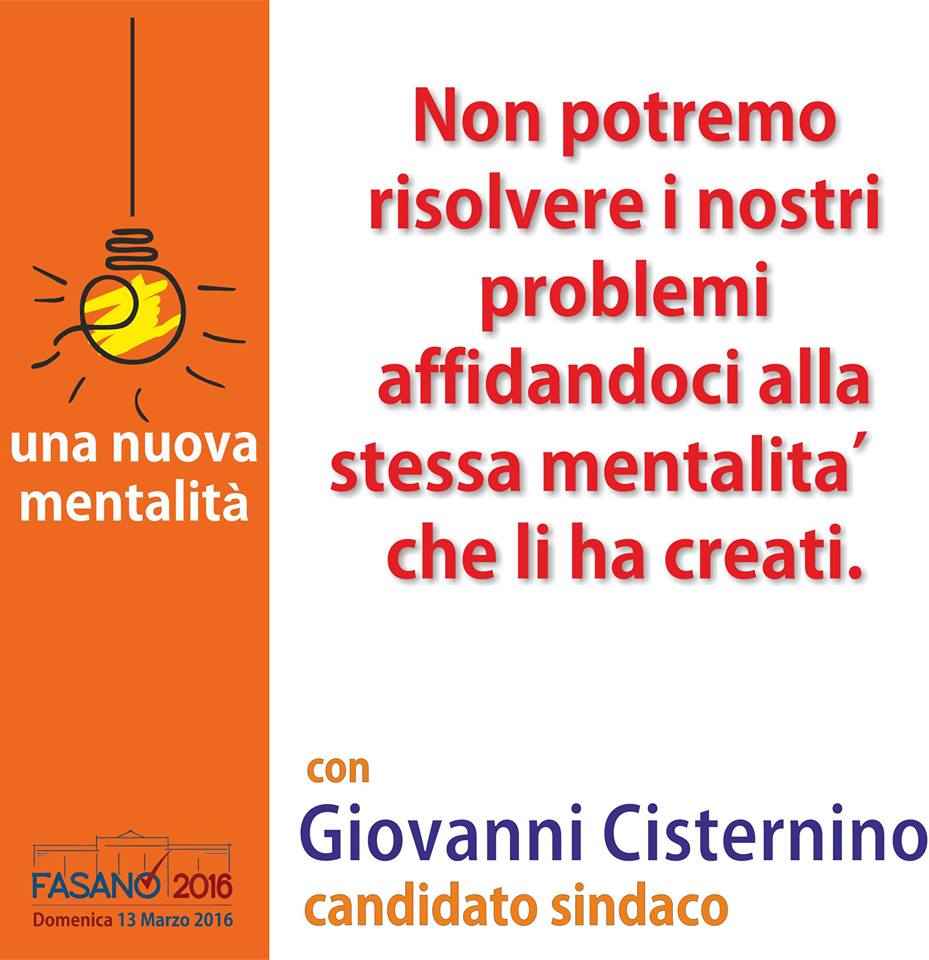 Non potremo
risolvere i nostri
problemi
affidandoci alla
stessa mentalita´
che li ha creati.
una nuova
mentalità
con
Giovanni Cisternino
candidato sindaco
FASANO 2016
Domenica 13 Marzo 2016